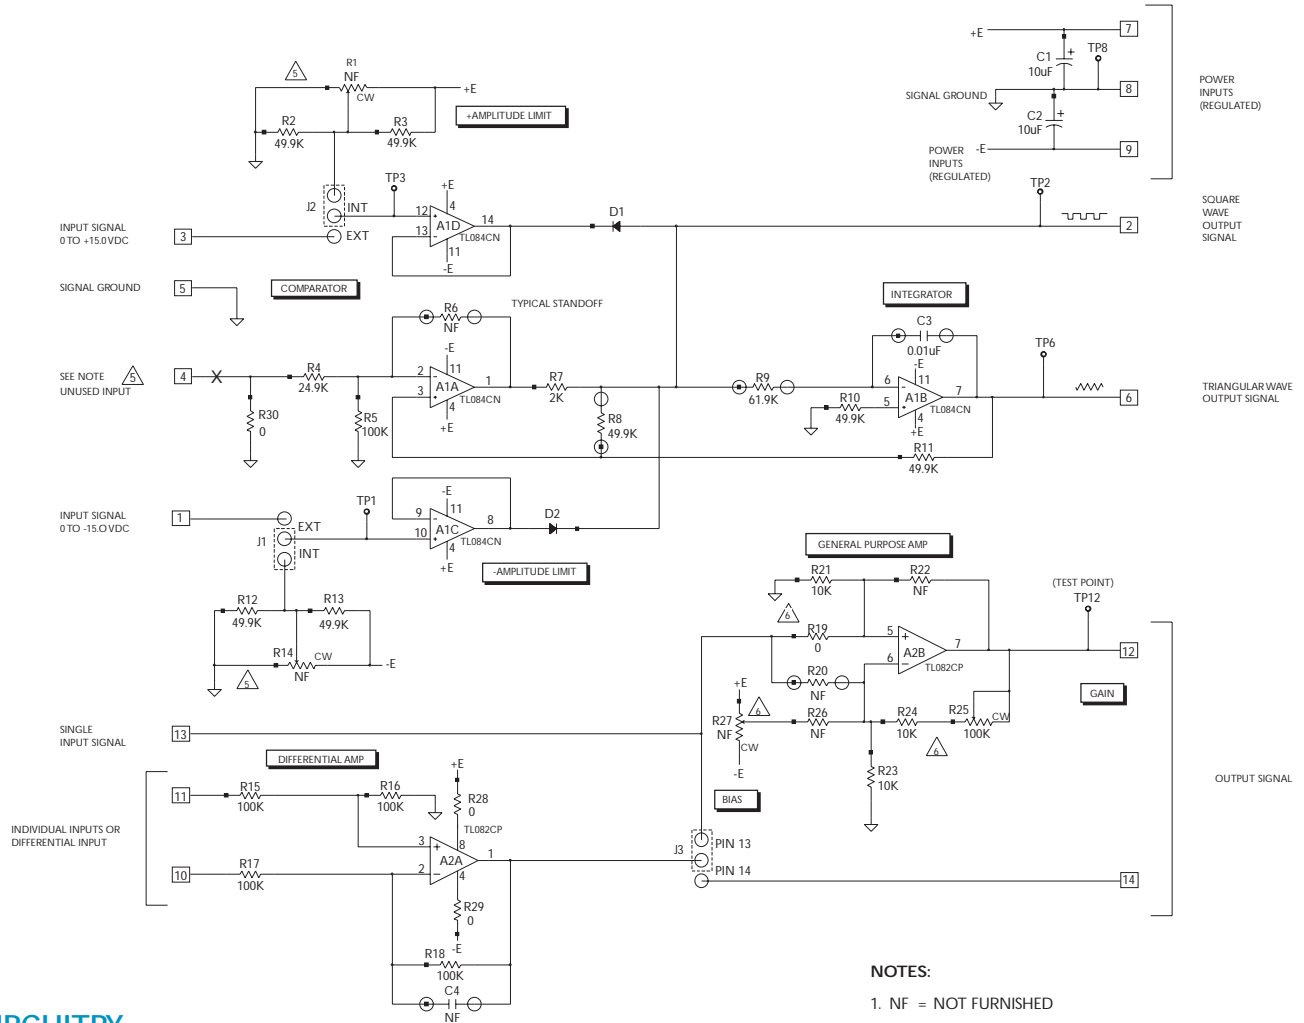 R1
NF
CW
5
+E
R2
49.9K
R3
49.9K
+AMPLITUDE LIMIT
+E
7
C1
10uF
+
TP8
SIGNAL GROUND
8
C2
10uF
+
POWER
INPUTS
(REGULATED)
-E
9
POWER
INPUTS
(REGULATED)
TP3
TP2
J2
INT
EXT
+E
4
12
13
+
-
A1D
14
TL084CN
11
-E
D1
INPUT SIGNAL
0 TO +15.0 VDC
3
2
SQUARE
WAVE
OUTPUT
SIGNAL
SIGNAL GROUND
5
COMPARATOR
R6
NF
TYPICAL STANDOFF
INTEGRATOR
C3
0.01uF
TP6
SEE NOTE
UNUSED INPUT
5
4
X
R4
24.9K
R30
0
R5
100K
-E
11
2
3
-
+
A1A
1
TL084CN
4
+E
R7
2K
R8
49.9K
R9
61.9K
R10
49.9K
-E
11
6
5
-
+
A1B
7
TL084CN
4
+E
R11
49.9K
6
TRIANGULAR WAVE
OUTPUT SIGNAL
INPUT SIGNAL
0 TO -15.O VDC
1
EXT
J1
INT
TP1
-E
11
9
10
-
+
A1C
8
TL084CN
4
+E
D2
-AMPLITUDE LIMIT
R12
49.9K
R13
49.9K
R14
NF
CW
-E
5
GENERAL PURPOSE AMP
R21
10K
R22
NF
6
R19
0
R20
NF
5
6
+
−
A2B
7
TL082CP
(TEST POINT)
TP12
12
GAIN
+E
R27
NF
CW
-E
6
R26
NF
R24
10K
R25
100K
CW
6
R23
10K
BIAS
SINGLE
INPUT SIGNAL
13
OUTPUT SIGNAL
DIFFERENTIAL AMP
INDIVIDUAL INPUTS OR
DIFFERENTIAL INPUT
11
R15
100K
R16
100K
+E
R28
0
TL082CP
8
3
2
+
−
A2A
1
4
10
R17
100K
R29
0
-E
R18
100K
C4
NF
J3
PIN 13
PIN 14
14
NOTES:
1. NF = NOT FURNISHED